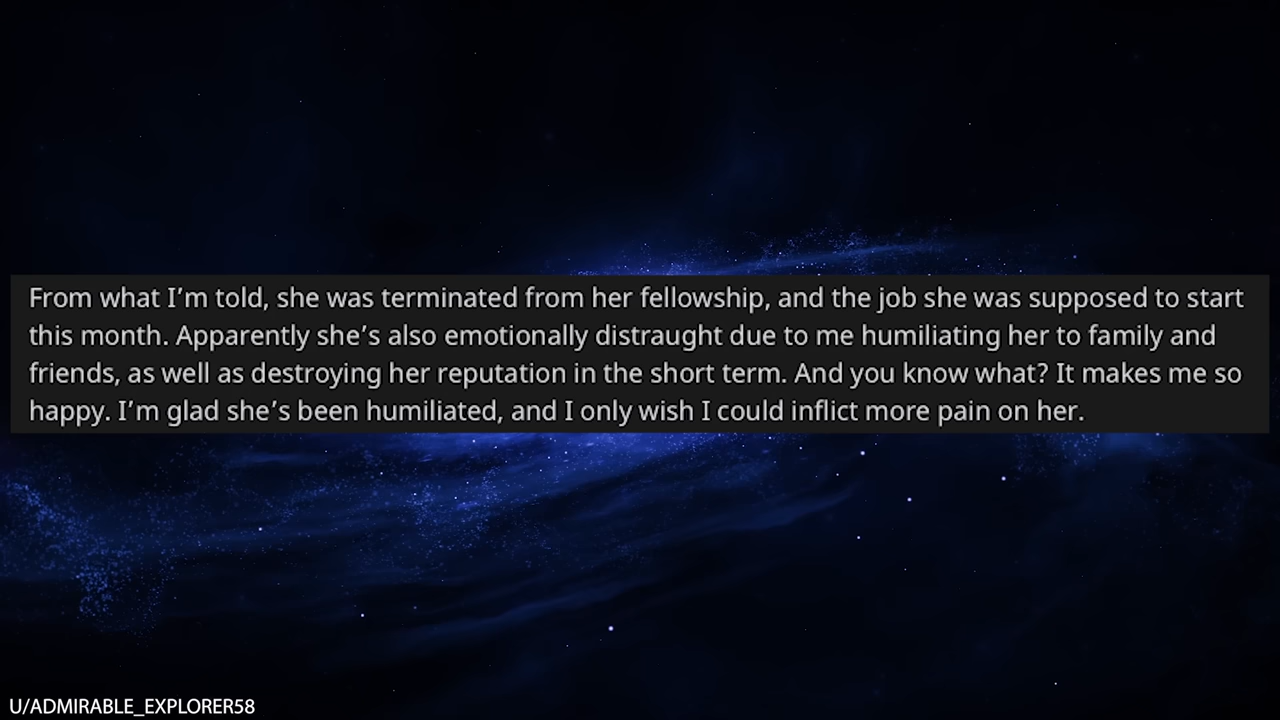 From what I’m told, she was terminated from her fellowship, and the job she was supposed to start
this month. Apparently she’s also emotionally distraught due to me humiliating her to family and
friends, as well as destroying her reputation in the short term. And you know what? It makes me so
happy. I’m glad she’s been humiliated, and I only wish I could inflict more pain on her.
U/ADMIRABLE_EXPLORER58